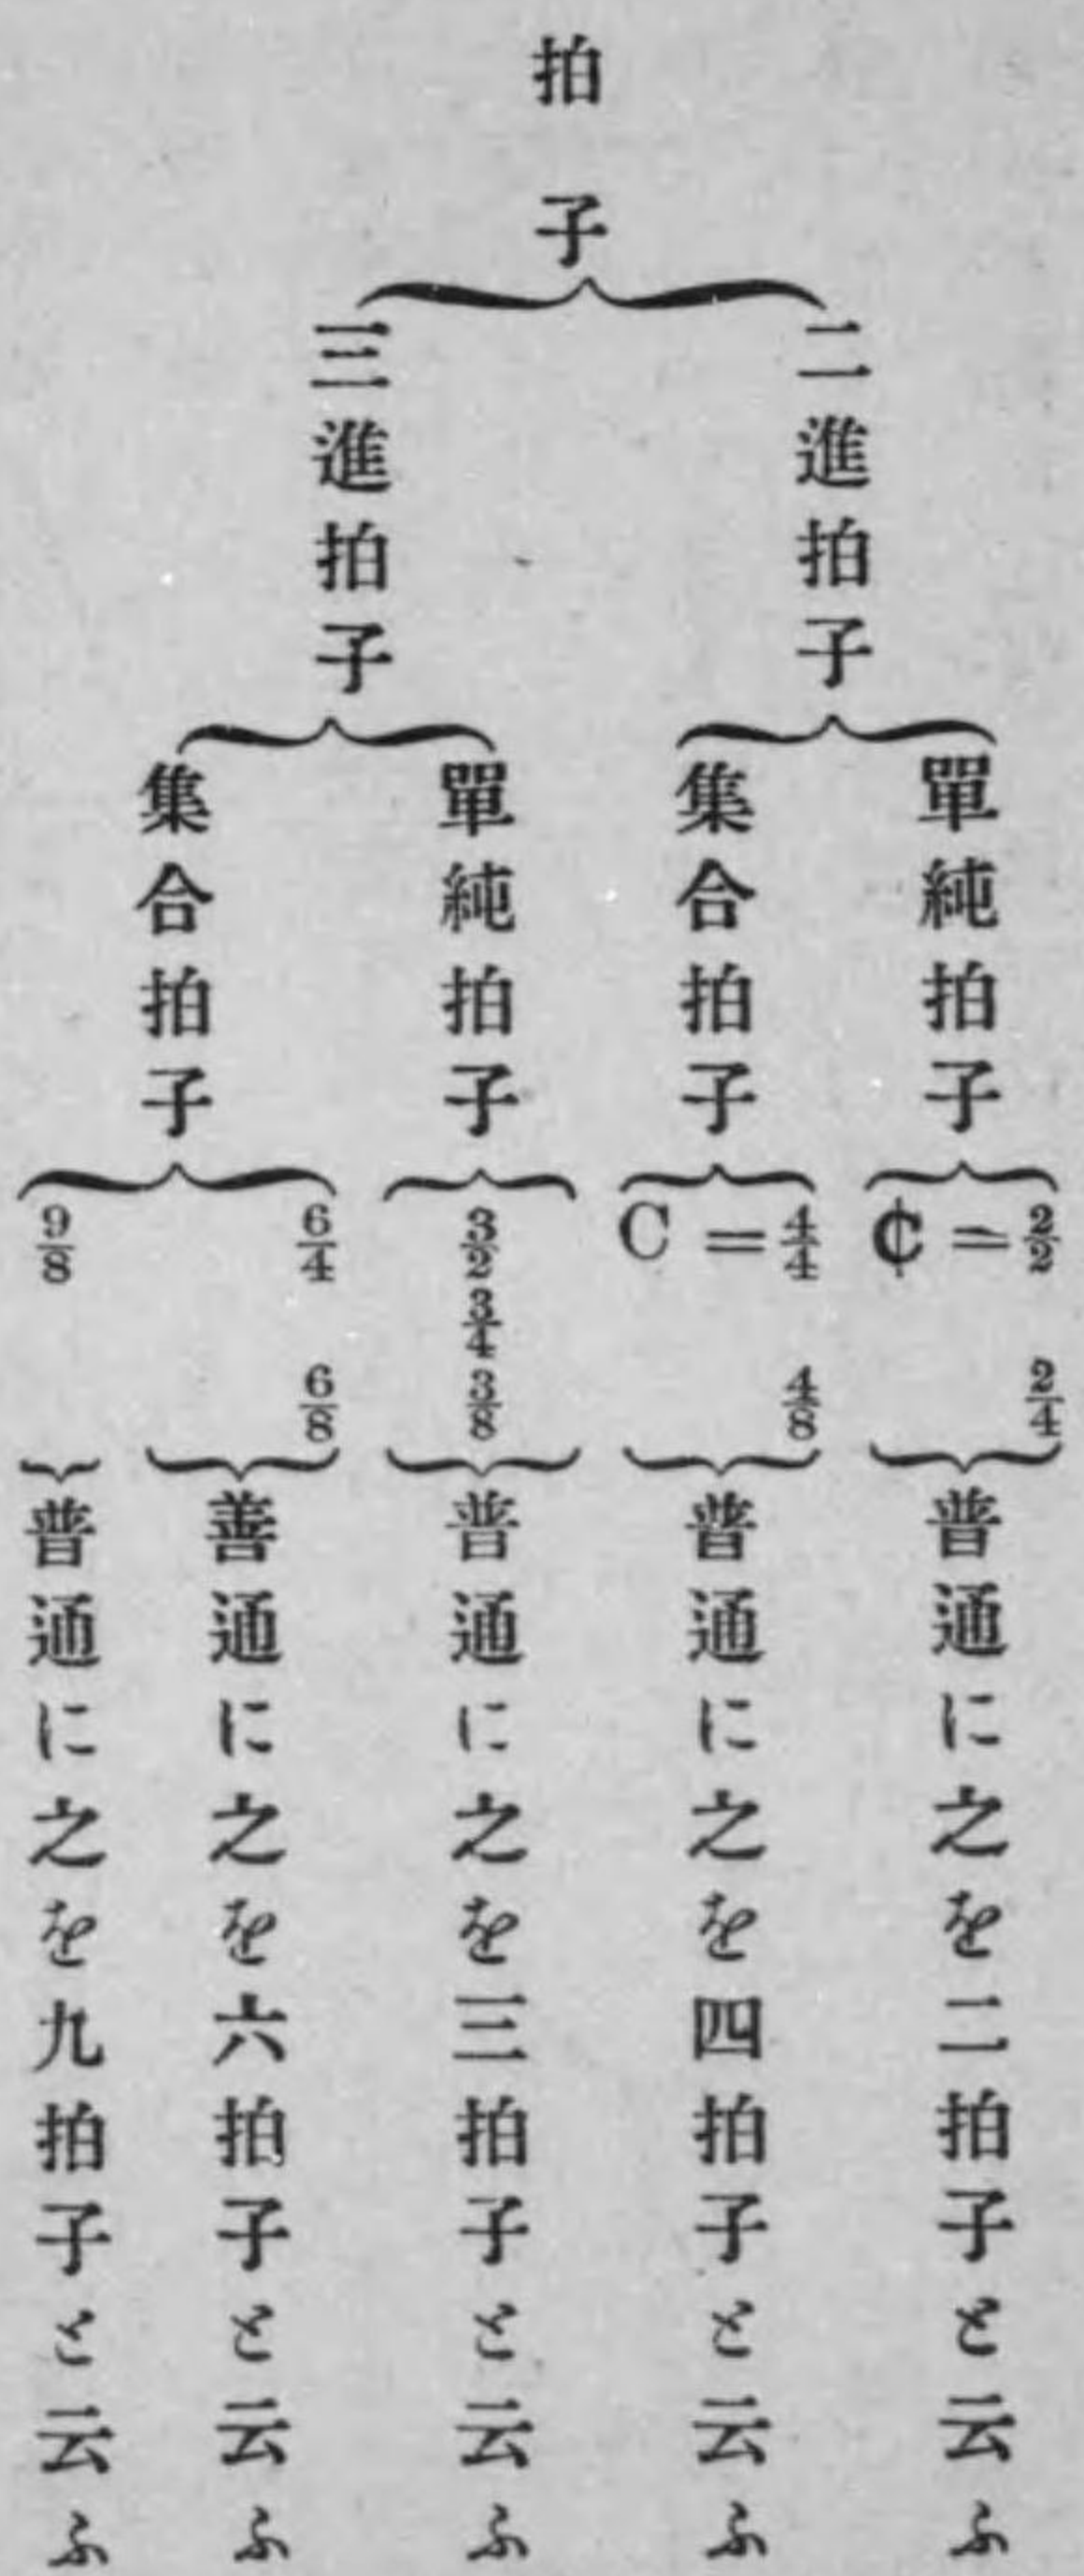 拍子
二進拍子
單純拍子
¢ = 2/2
2/4
普通に之を二拍子と云ふ
集合拍子
C = 4/4
4/8
普通に之を四拍子と云ふ
三進拍子
單純拍子
3/2
3/4
3/8
普通に之を三拍子と云ふ
集合拍子
6/4
6/8
善通に之を六拍子と云ふ
9/8
普通に之を九拍子と云ふ